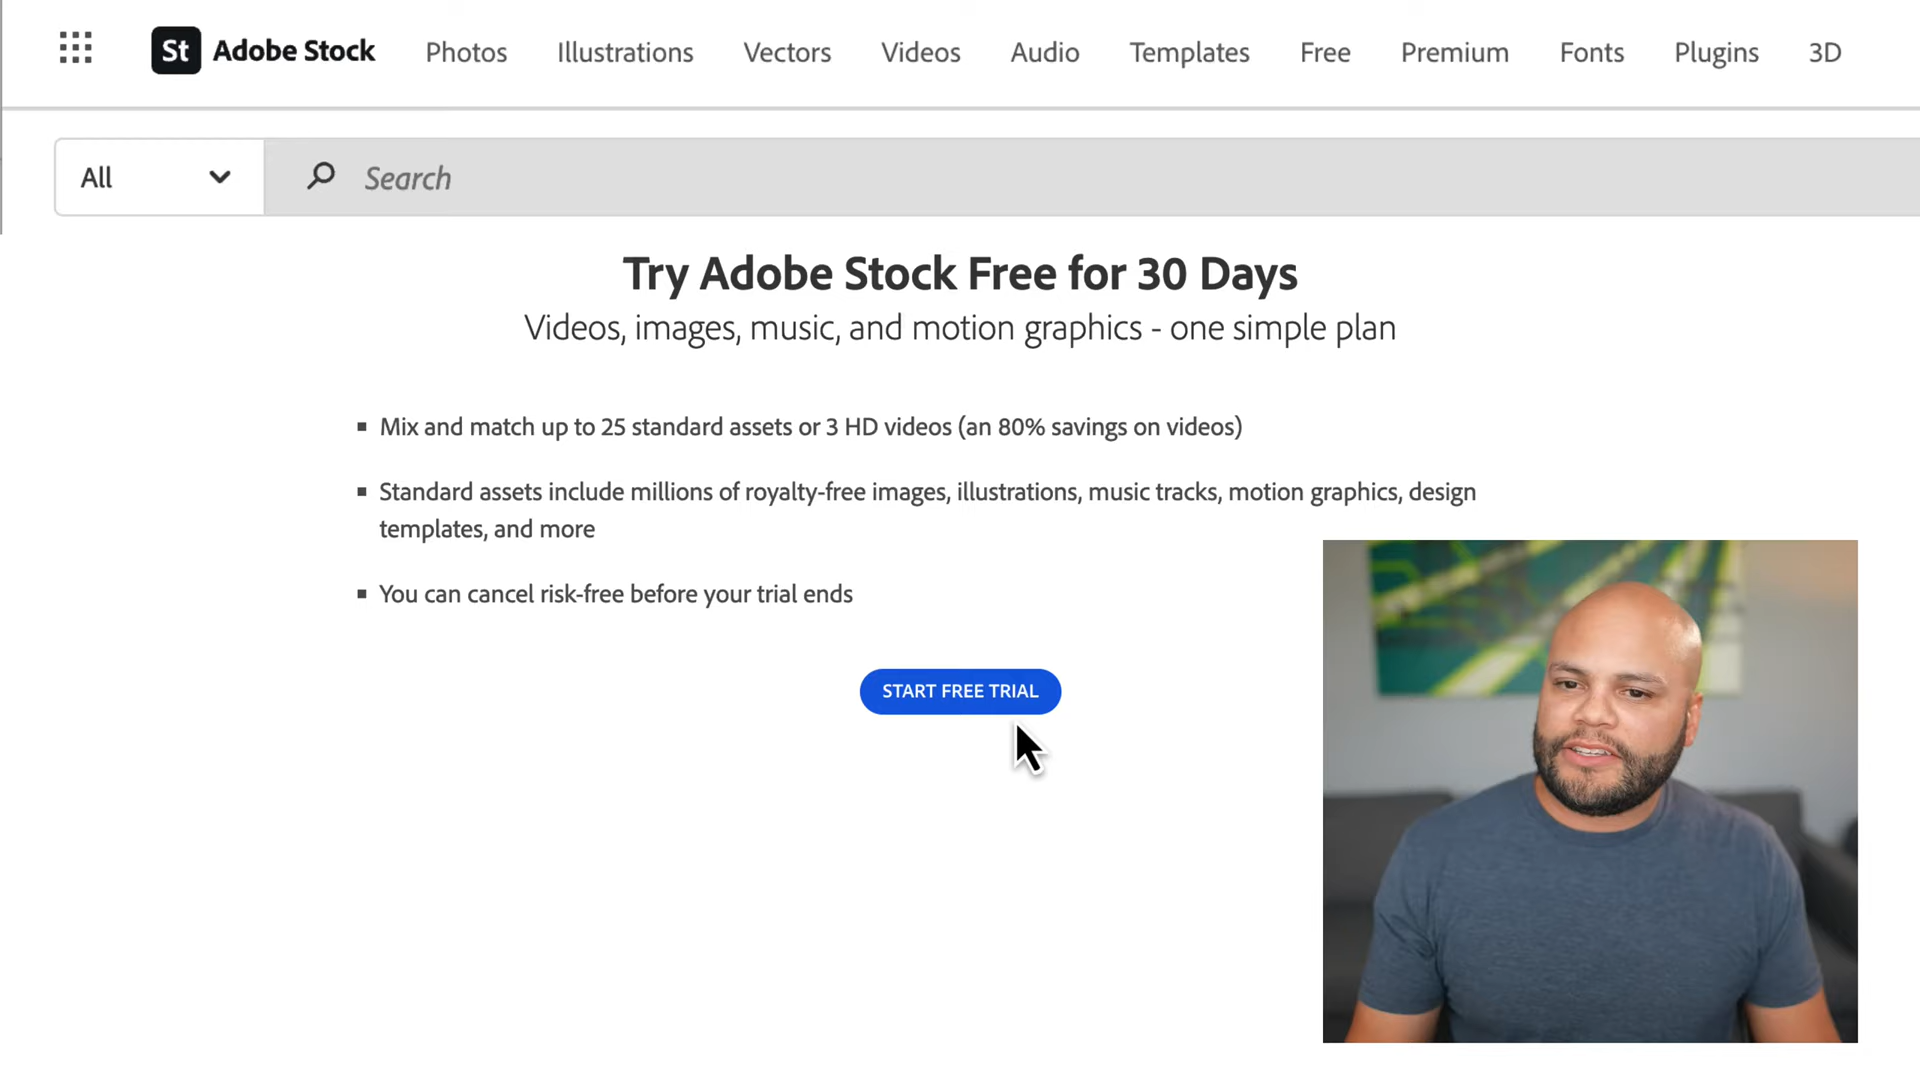 St Adobe Stock Photos Illustrations Vectors Videos Audio Templates Free Premium Fonts Plugins 3D
All Search
Try Adobe Stock Free for 30 Days
Videos, images, music, and motion graphics - one simple plan
▪ Mix and match up to 25 standard assets or 3 HD videos (an 80% savings on videos)
▪ Standard assets include millions of royalty-free images, illustrations, music tracks, motion graphics, design
templates, and more
▪ You can cancel risk-free before your trial ends
START FREE TRIAL